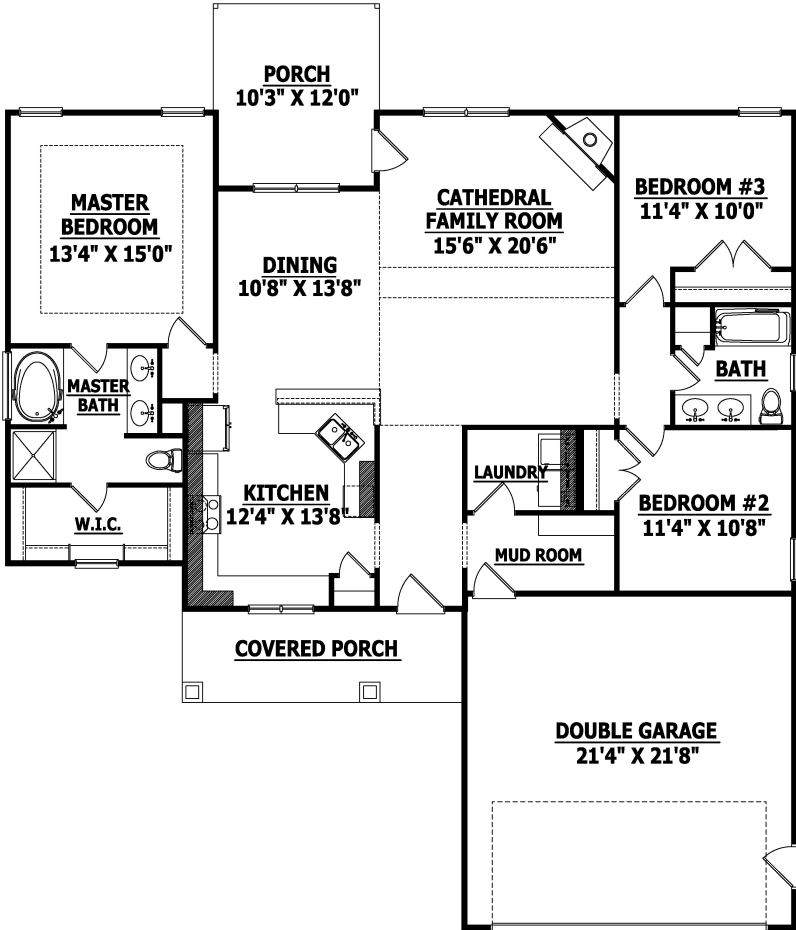 PORCH
10'3" X 12'0"
MASTER
BEDROOM
13'4" X 15'0"
CATHEDRAL
FAMILY ROOM
15'6" X 20'6"
BEDROOM #3
11'4" X 10'0"
DINING
10'8" X 13'8"
MASTER
BATH
BATH
LAUNDRY
KITCHEN
12'4" X 13'8"
W.I.C.
BEDROOM #2
11'4" X 10'8"
MUD ROOM
COVERED PORCH
DOUBLE GARAGE
21'4" X 21'8"